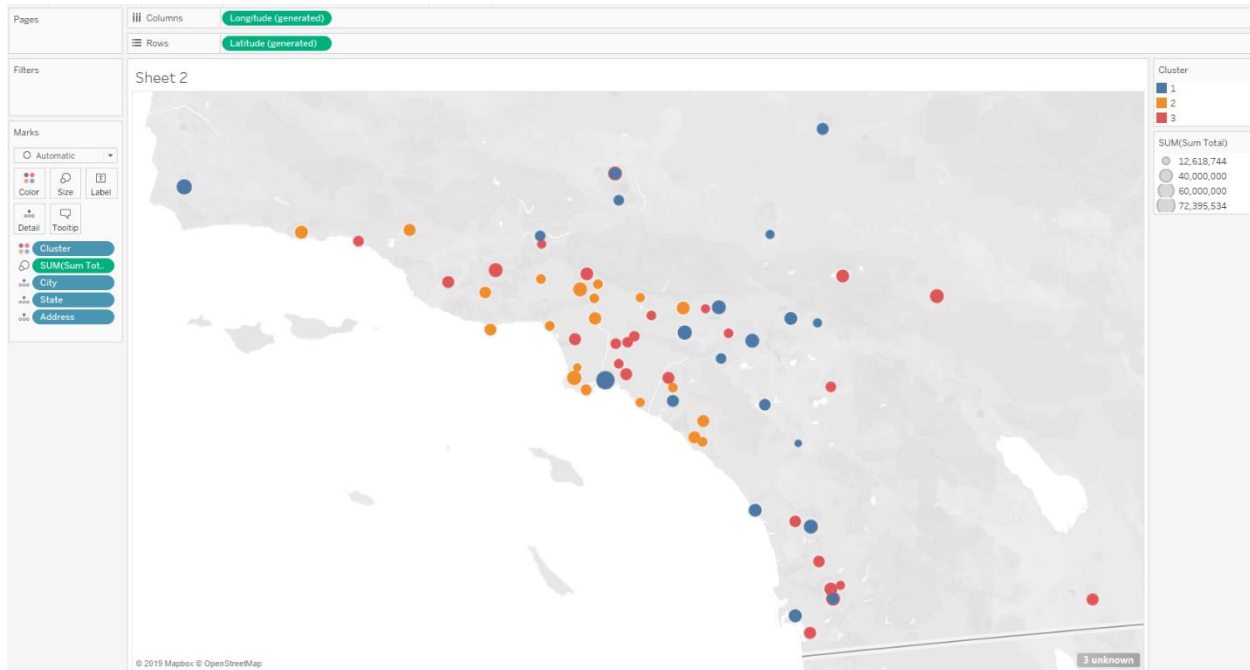 Pages
Columns
Longitude (generated)
Rows
Latitude (generated)
Filters
Sheet 2
Marks
Automatic
Color
Size
Label
Detail
Tooltip
Cluster
SUM(Sum Tot..
City
State
Address
Cluster
1
2
3
SUM(Sum Total)
12,618,744
40,000,000
60,000,000
72,395,534
© 2019 Mapbox © OpenStreetMap
3 unknown